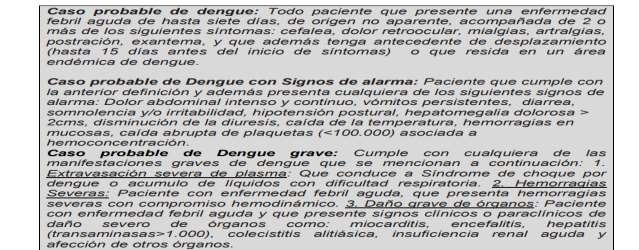 Caso probable de dengue: Todo paciente que presente una enfermedad
febril aguda de hasta siete días, de origen no aparente, acompañada de 2 o
más de los siguientes síntomas: cefalea, dolor retroocular, mialgias, artralgias,
postración, exantema, y que además tenga antecedente de desplazamiento
(hasta 15 días antes del inicio de síntomas) o que resida en un área
endémica de dengue.
Caso probable de Dengue con Signos de alarma: Paciente que cumple con
la anterior definición y además presenta cualquiera de los siguientes signos de
alarma: Dolor abdominal intenso y continuo, vómitos persistentes, diarrea,
somnolencia y/o irritabilidad, hipotensión postural, hepatomegalia dolorosa >
2cms, disminución de la diuresis, caída de la temperatura, hemorragias en
mucosas, caída abrupta de plaquetas (<100.000) asociada a
hemoconcentración.
Caso probable de Dengue grave: Cumple con cualquiera de las
manifestaciones graves de dengue que se mencionan a continuación: 1.
Extravasación severa de plasma: Que conduce a Síndrome de choque por
dengue o acumulo de líquidos con dificultad respiratoria. 2. Hemorragias
Severas: Paciente con enfermedad febril aguda, que presenta hemorragias
severas con compromiso hemodinámico. 3. Daño grave de órganos: Paciente
con enfermedad febril aguda y que presente signos clínicos o paraclínicos de
daño severo de órganos como: miocarditis, encefalitis, hepatitis
(transaminasas>1.000), colecistitis alitiásica, insuficiencia renal aguda y
afección de otros órganos.